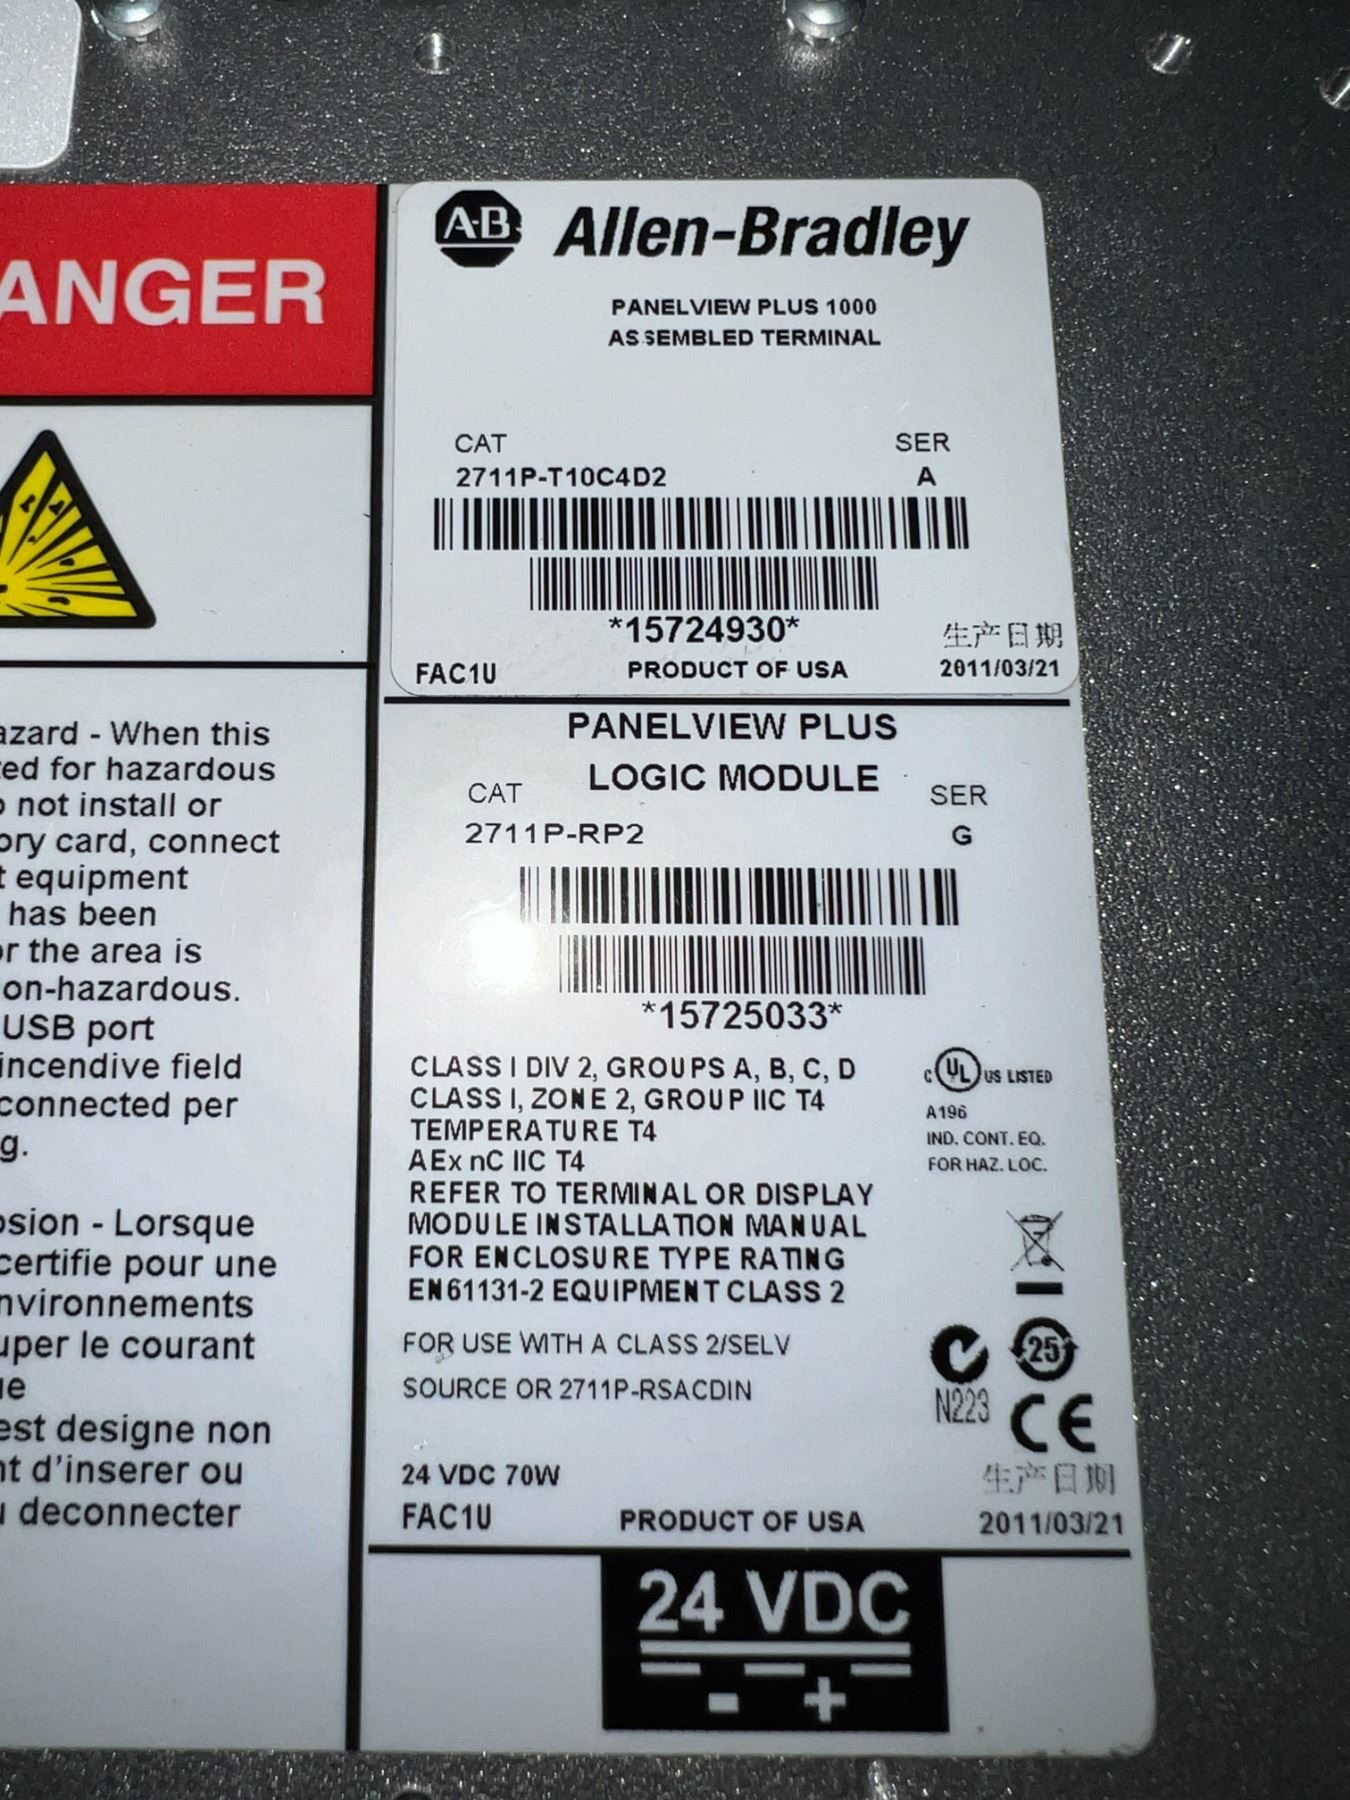 ANGER
azard - When this
ed for hazardous
not install or
ory card, connect
t equipment
has been
or the area is
on-hazardous.
USB port
incendive field
connected per
g.
osion - Lorsque
certifie pour une
nvironnements
uper le courant
ue
est designe non
nt d'inserer ou
u deconnecter
A-B
Allen-Bradley
PANELVIEW PLUS 1000
ASSEMBLED TERMINAL
CAT SER
2711P-T10C4D2 A
*15724930*
生产日期
FAC1U PRODUCT OF USA 2011/03/21
PANELVIEW PLUS
LOGIC MODULE
CAT SER
2711P-RP2 G
*15725033*
CLASS I DIV 2, GROUPS A, B, C, D
CLASS I, ZONE 2, GROUP IIC T4
TEMPERATURE T4
AEx nC IIC T4
REFER TO TERMINAL OR DISPLAY
MODULE INSTALLATION MANUAL
FOR ENCLOSURE TYPE RATING
EN61131-2 EQUIPMENT CLASS 2
C UL US LISTED
A196
IND. CONT. EQ.
FOR HAZ. LOC.
FOR USE WITH A CLASS 2/SELV
SOURCE OR 2711P-RSACDIN
25
N223
CE
24 VDC 70W
生产日期
FAC1U PRODUCT OF USA 2011/03/21
24 VDC
- +